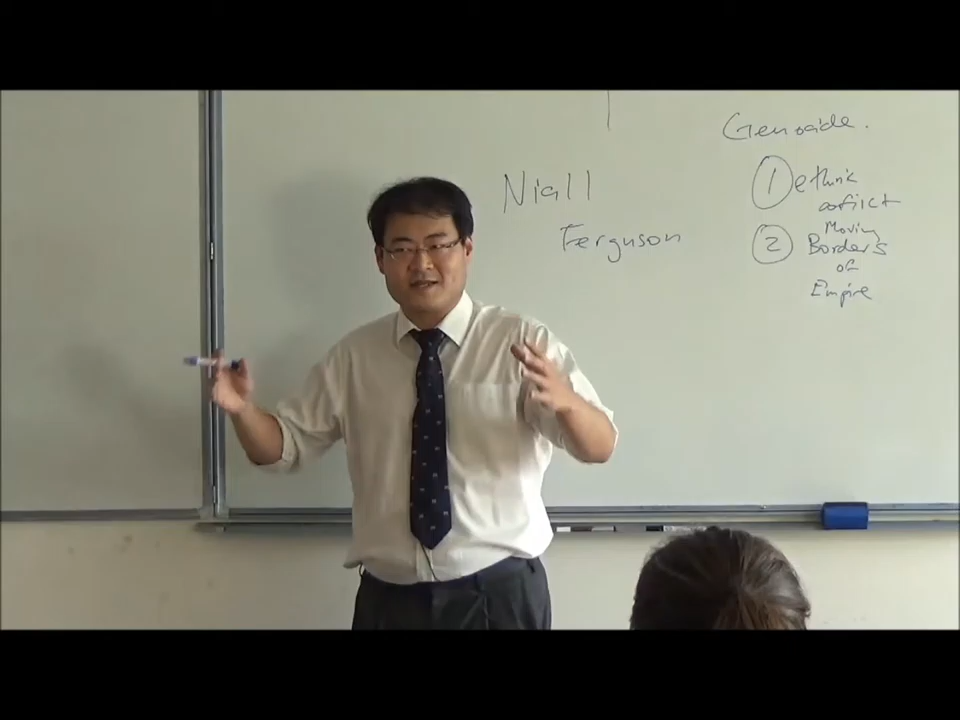 Niall
Ferguson
Genocide.
1 ethnic
conflict
2 Moving
Borders
of
Empire